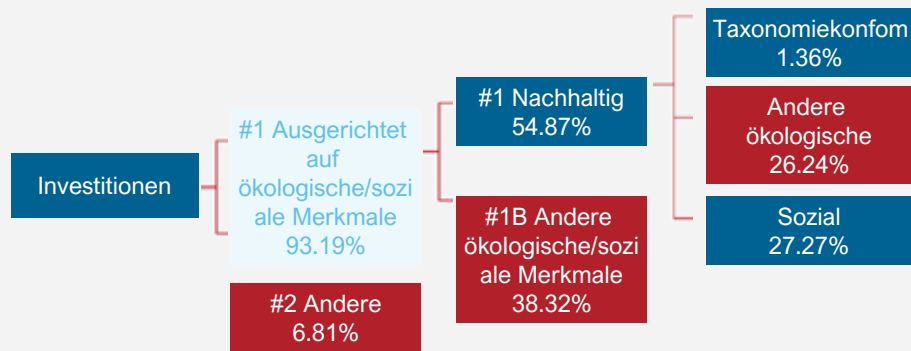 Investitionen
#1 Ausgerichtet
auf
ökologische/sozi
ale Merkmale
93.19%
#2 Andere
6.81%
#1 Nachhaltig
54.87%
#1B Andere
ökologische/sozi
ale Merkmale
38.32%
Taxonomiekonfom
1.36%
Andere
ökologische
26.24%
Sozial
27.27%